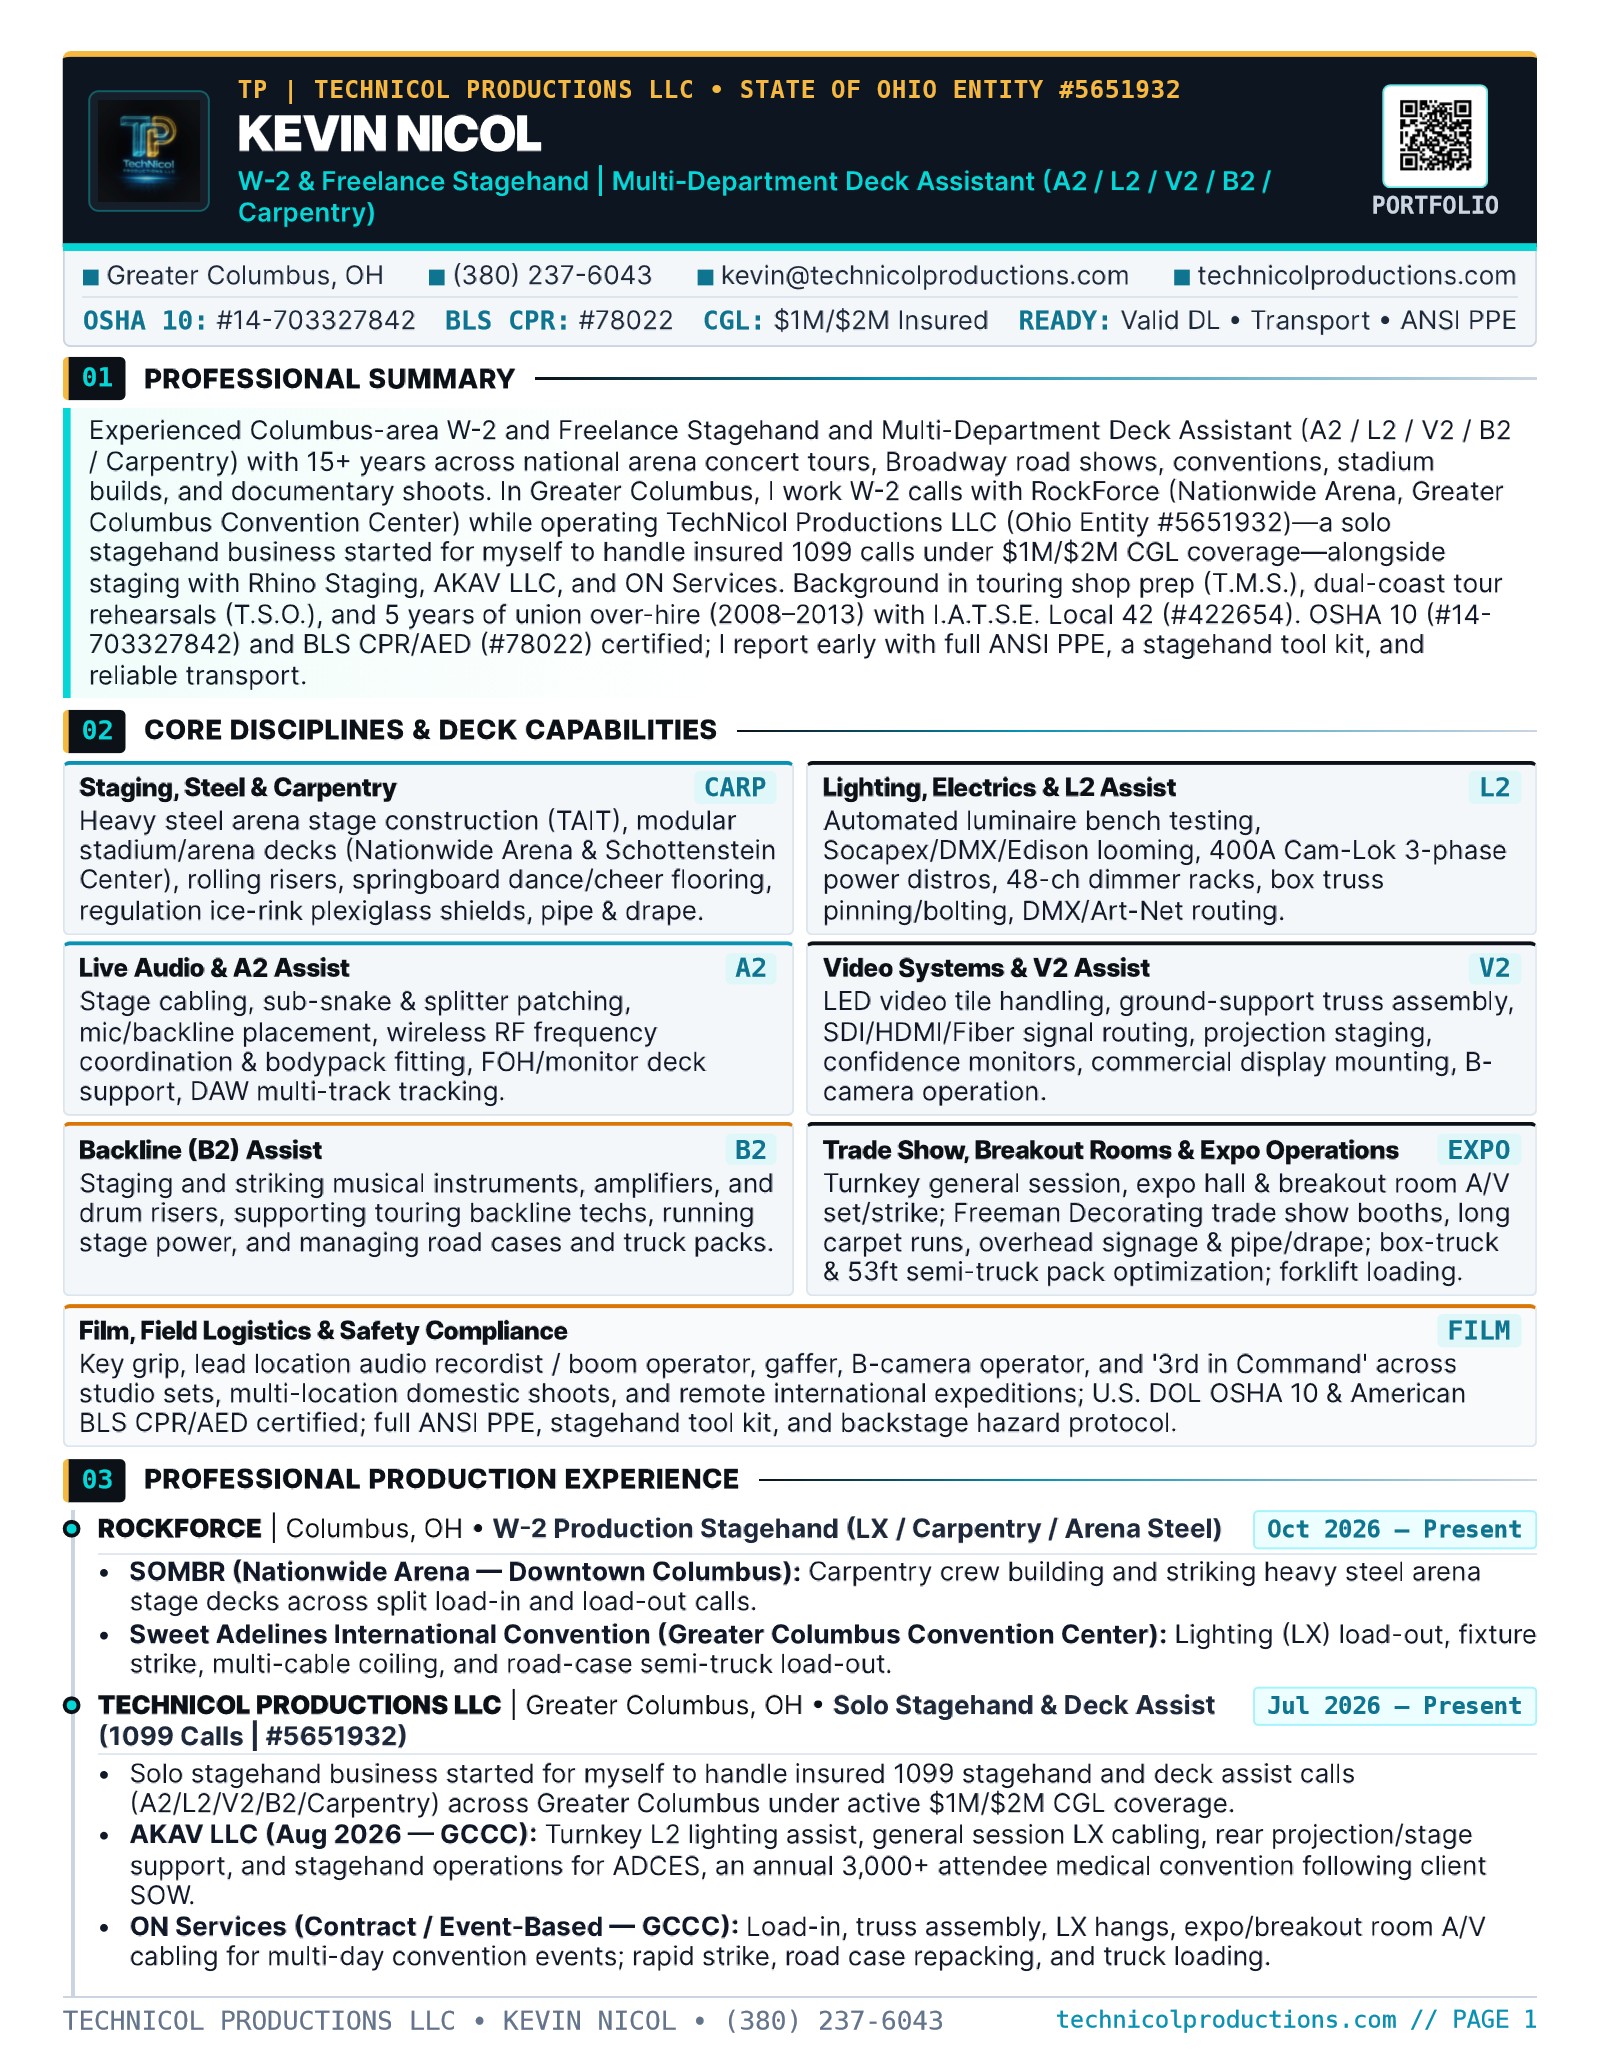 TP | TECHNICOL PRODUCTIONS LLC • STATE OF OHIO ENTITY #5651932
TP
TechNicol
KEVIN NICOL
W-2 & Freelance Stagehand | Multi-Department Deck Assistant (A2 / L2 / V2 / B2 /
Carpentry)
PORTFOLIO
■ Greater Columbus, OH ■ (380) 237-6043 ■ kevin@technicolproductions.com ■ technicolproductions.com
OSHA 10: #14-703327842 BLS CPR: #78022 CGL: $1M/$2M Insured READY: Valid DL • Transport • ANSI PPE
01 PROFESSIONAL SUMMARY
Experienced Columbus-area W-2 and Freelance Stagehand and Multi-Department Deck Assistant (A2 / L2 / V2 / B2
/ Carpentry) with 15+ years across national arena concert tours, Broadway road shows, conventions, stadium
builds, and documentary shoots. In Greater Columbus, I work W-2 calls with RockForce (Nationwide Arena, Greater
Columbus Convention Center) while operating TechNicol Productions LLC (Ohio Entity #5651932)—a solo
stagehand business started for myself to handle insured 1099 calls under $1M/$2M CGL coverage—alongside
staging with Rhino Staging, AKAV LLC, and ON Services. Background in touring shop prep (T.M.S.), dual-coast tour
rehearsals (T.S.O.), and 5 years of union over-hire (2008–2013) with I.A.T.S.E. Local 42 (#422654). OSHA 10 (#14-
703327842) and BLS CPR/AED (#78022) certified; I report early with full ANSI PPE, a stagehand tool kit, and
reliable transport.
02 CORE DISCIPLINES & DECK CAPABILITIES
Staging, Steel & Carpentry CARP
Heavy steel arena stage construction (TAIT), modular
stadium/arena decks (Nationwide Arena & Schottenstein
Center), rolling risers, springboard dance/cheer flooring,
regulation ice-rink plexiglass shields, pipe & drape.
Lighting, Electrics & L2 Assist L2
Automated luminaire bench testing,
Socapex/DMX/Edison looming, 400A Cam-Lok 3-phase
power distros, 48-ch dimmer racks, box truss
pinning/bolting, DMX/Art-Net routing.
Live Audio & A2 Assist A2
Stage cabling, sub-snake & splitter patching,
mic/backline placement, wireless RF frequency
coordination & bodypack fitting, FOH/monitor deck
support, DAW multi-track tracking.
Video Systems & V2 Assist V2
LED video tile handling, ground-support truss assembly,
SDI/HDMI/Fiber signal routing, projection staging,
confidence monitors, commercial display mounting, B-
camera operation.
Backline (B2) Assist B2
Staging and striking musical instruments, amplifiers, and
drum risers, supporting touring backline techs, running
stage power, and managing road cases and truck packs.
Trade Show, Breakout Rooms & Expo Operations EXPO
Turnkey general session, expo hall & breakout room A/V
set/strike; Freeman Decorating trade show booths, long
carpet runs, overhead signage & pipe/drape; box-truck
& 53ft semi-truck pack optimization; forklift loading.
Film, Field Logistics & Safety Compliance FILM
Key grip, lead location audio recordist / boom operator, gaffer, B-camera operator, and '3rd in Command' across
studio sets, multi-location domestic shoots, and remote international expeditions; U.S. DOL OSHA 10 & American
BLS CPR/AED certified; full ANSI PPE, stagehand tool kit, and backstage hazard protocol.
03 PROFESSIONAL PRODUCTION EXPERIENCE
ROCKFORCE | Columbus, OH • W-2 Production Stagehand (LX / Carpentry / Arena Steel) Oct 2026 – Present
• SOMBR (Nationwide Arena — Downtown Columbus): Carpentry crew building and striking heavy steel arena
stage decks across split load-in and load-out calls.
• Sweet Adelines International Convention (Greater Columbus Convention Center): Lighting (LX) load-out, fixture
strike, multi-cable coiling, and road-case semi-truck load-out.
TECHNICOL PRODUCTIONS LLC | Greater Columbus, OH • Solo Stagehand & Deck Assist Jul 2026 – Present
(1099 Calls | #5651932)
• Solo stagehand business started for myself to handle insured 1099 stagehand and deck assist calls
(A2/L2/V2/B2/Carpentry) across Greater Columbus under active $1M/$2M CGL coverage.
• AKAV LLC (Aug 2026 — GCCC): Turnkey L2 lighting assist, general session LX cabling, rear projection/stage
support, and stagehand operations for ADCES, an annual 3,000+ attendee medical convention following client
SOW.
• ON Services (Contract / Event-Based — GCCC): Load-in, truss assembly, LX hangs, expo/breakout room A/V
cabling for multi-day convention events; rapid strike, road case repacking, and truck loading.
TECHNICOL PRODUCTIONS LLC • KEVIN NICOL • (380) 237-6043 technicolproductions.com // PAGE 1